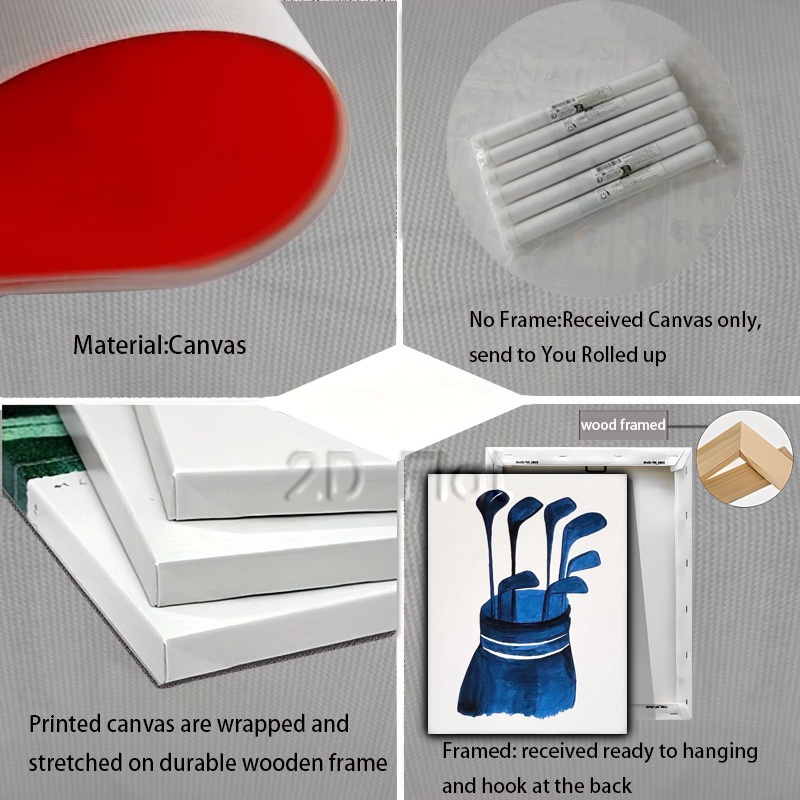 Material:Canvas
No Frame:Received Canvas only,
send to You Rolled up
wood framed
2D Flat
Printed canvas are wrapped and
stretched on durable wooden frame
Framed: received ready to hanging
and hook at the back